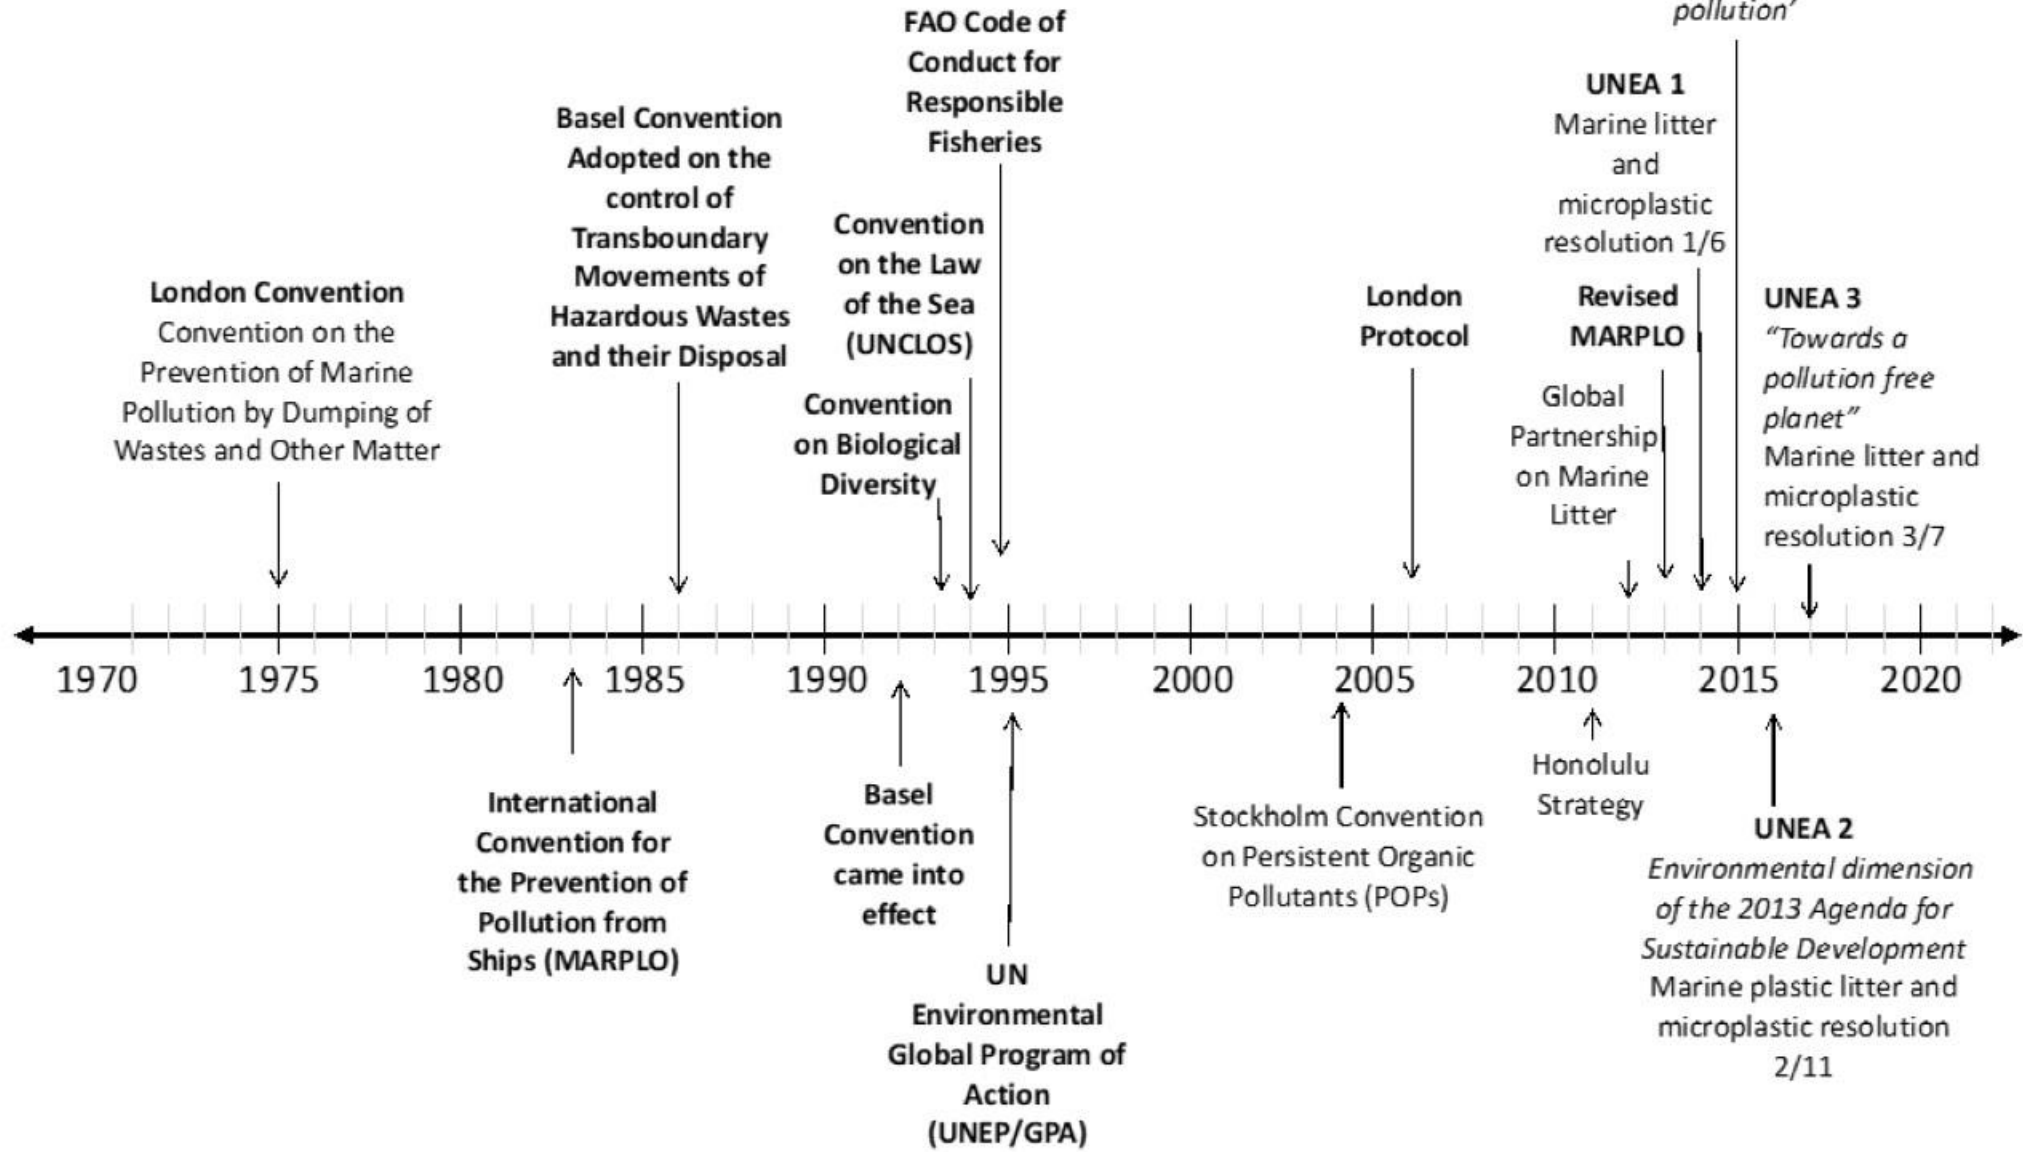 pollution’
FAO Code of
Conduct for
Responsible
Fisheries
UNEA 1
Marine litter
and
microplastic
resolution 1/6
Basel Convention
Adopted on the
control of
Transboundary
Movements of
Hazardous Wastes
and their Disposal
Convention
on the Law
of the Sea
(UNCLOS)
London Convention
Convention on the
Prevention of Marine
Pollution by Dumping of
Wastes and Other Matter
London
Protocol
Revised
MARPLO
UNEA 3
“Towards a
pollution free
planet”
Marine litter and
microplastic
resolution 3/7
Convention
on Biological
Diversity
Global
Partnership
on Marine
Litter
1970 1975 1980 1985 1990 1995 2000 2005 2010 2015 2020
International
Convention for
the Prevention of
Pollution from
Ships (MARPLO)
Basel
Convention
came into
effect
UN
Environmental
Global Program of
Action
(UNEP/GPA)
Stockholm Convention
on Persistent Organic
Pollutants (POPs)
Honolulu
Strategy
UNEA 2
Environmental dimension
of the 2013 Agenda for
Sustainable Development
Marine plastic litter and
microplastic resolution
2/11